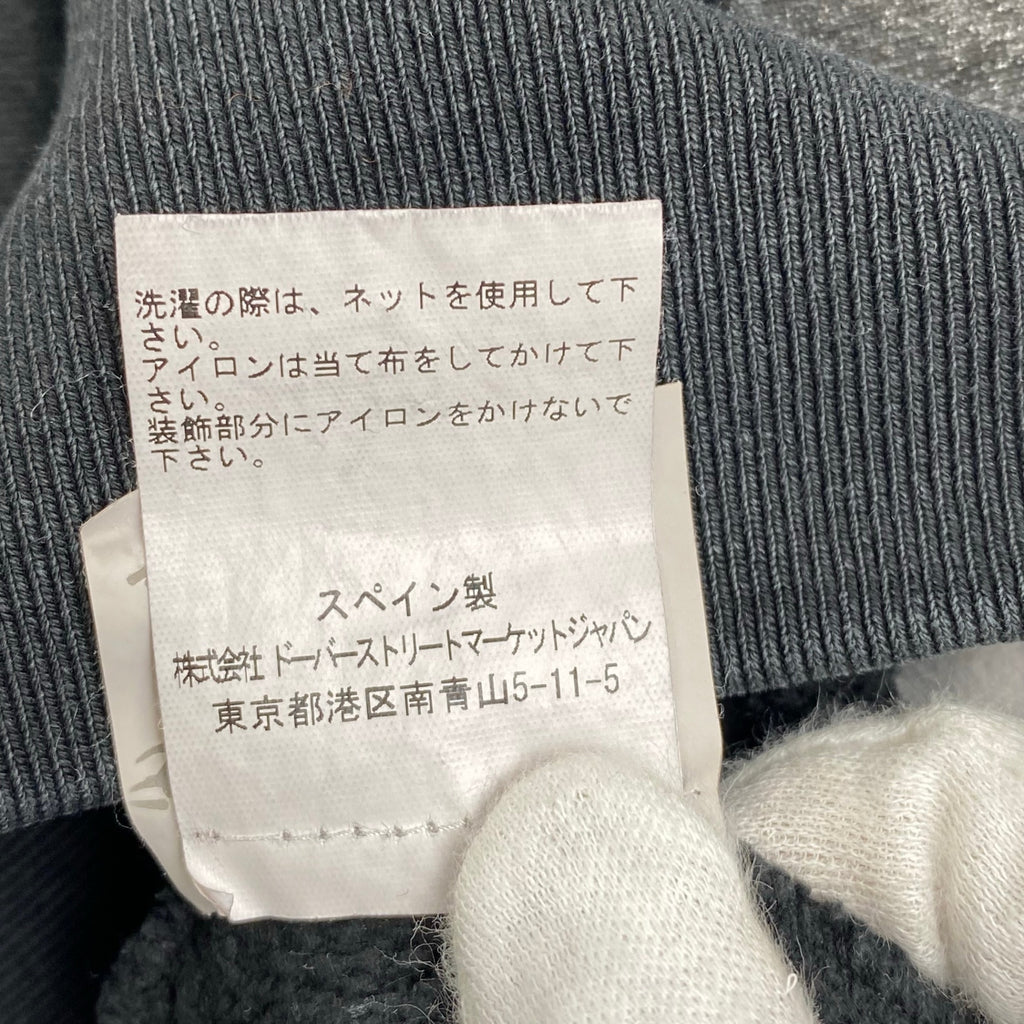 洗濯の際は、ネットを使用して下
さい。
アイロンは当て布をしてかけて下
さい。
装飾部分にアイロンをかけないで
下さい。
スペイン製
株式会社 ドーバーストリートマーケットジャパン
東京都港区南青山5-11-5